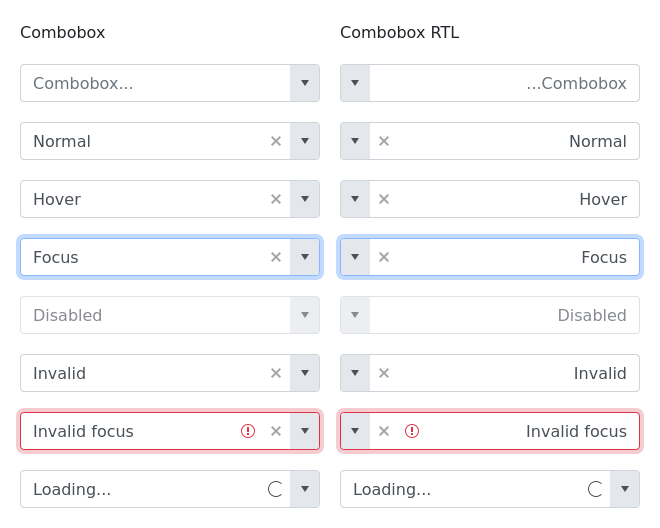 Combobox
Combobox RTL
Combobox...
...Combobox
Normal
Normal
Hover
Hover
Focus
Focus
Disabled
Disabled
Invalid
Invalid
Invalid focus
Invalid focus
Loading...
Loading...